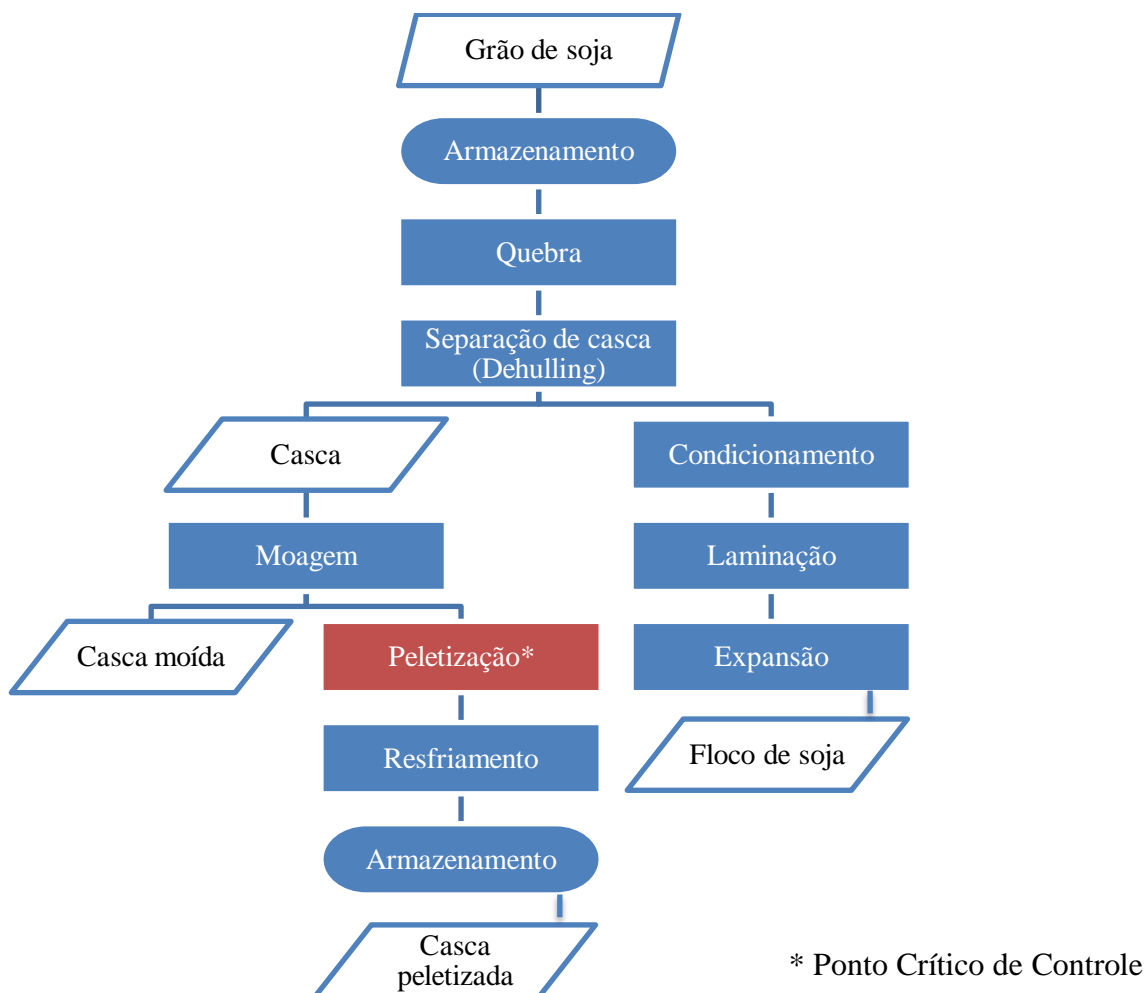 Grão de soja
Armazenamento
Quebra
Separação de casca
(Dehulling)
Casca
Condicionamento
Moagem
Laminação
Casca moída
Peletização*
Expansão
Resfriamento
Floco de soja
Armazenamento
Casca
peletizada
* Ponto Crítico de Controle